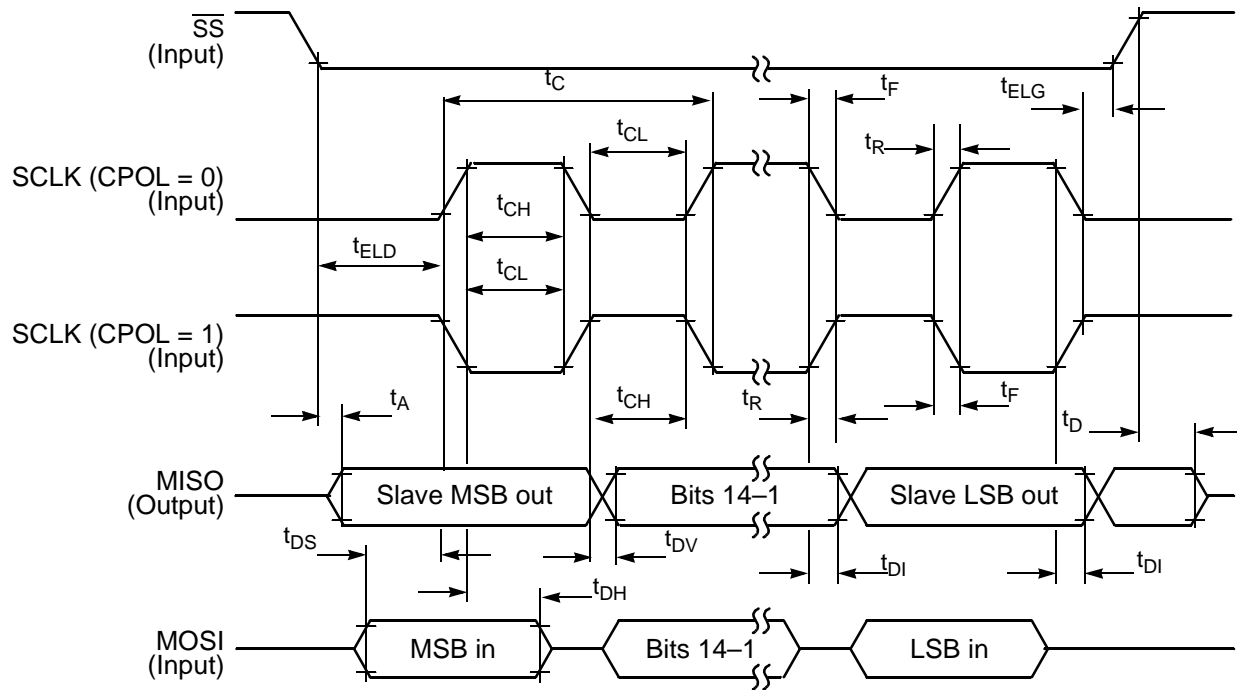 SS
(Input)
tC
tF
tELG
tCL
tR
SCLK (CPOL = 0)
(Input)
tCH
tELD
tCL
SCLK (CPOL = 1)
(Input)
tA
tCH
tR
tF
tD
MISO
(Output)
Slave MSB out
Bits 14–1
Slave LSB out
tDS
tDV
tDI
tDI
tDH
MOSI
(Input)
MSB in
Bits 14–1
LSB in